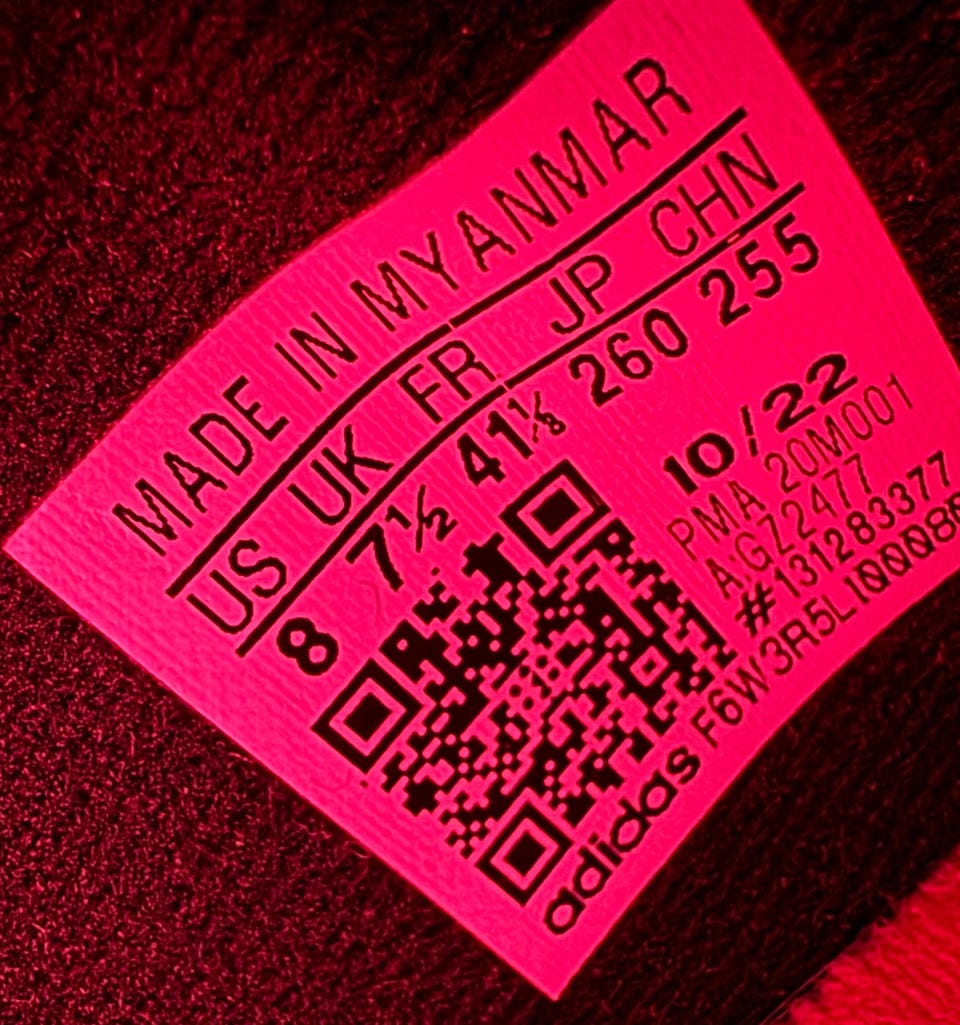 MADE IN MYANMAR
US UK FR JP CHN
8 7½ 41⅓ 260 255
10/22
PMA 20M001
A.GZ2477
#131283377
adidas F6W3R5LI0008